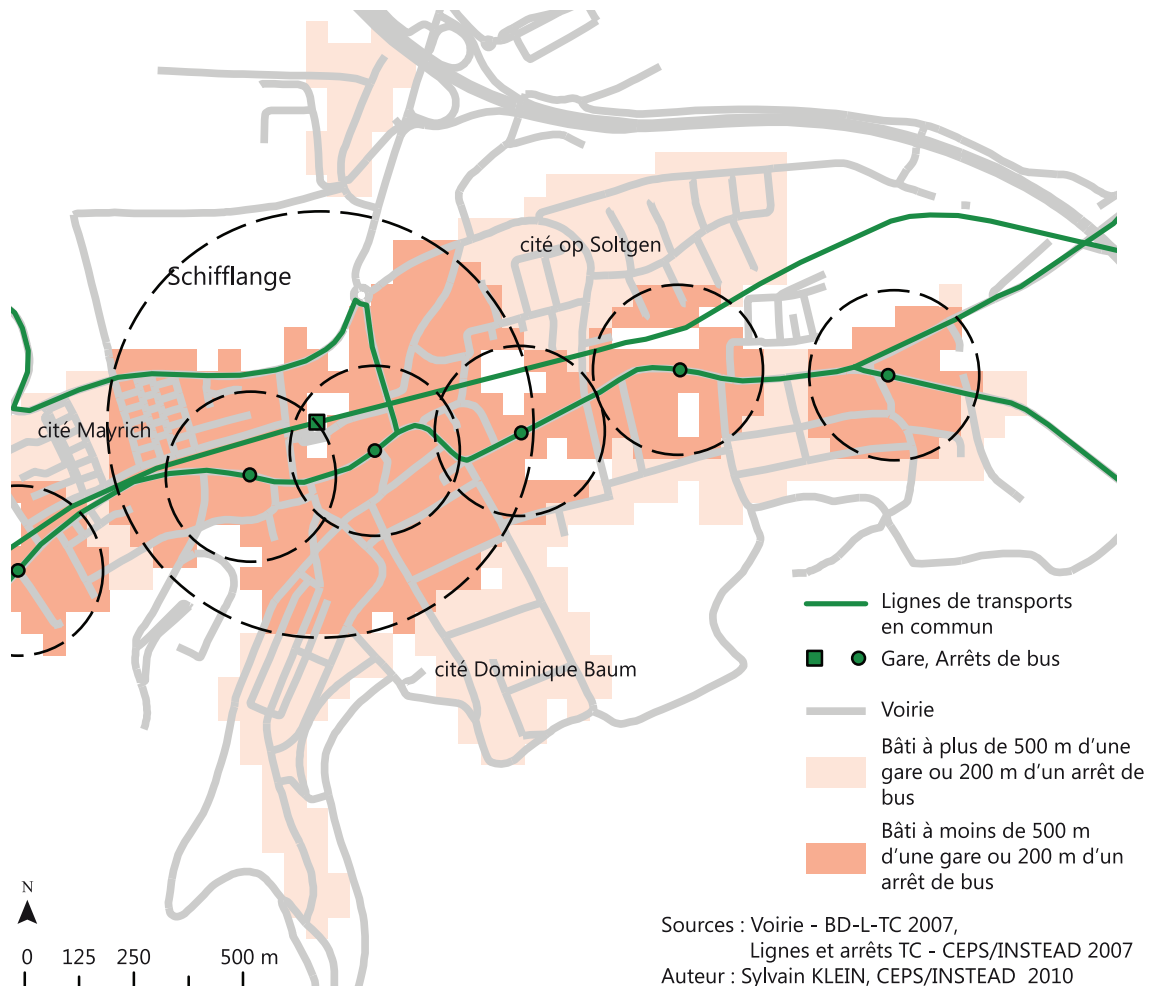 cité op Soltgen
Schifflange
cité Mayrich
cité Dominique Baum
Lignes de transports
en commun
Gare, Arrêts de bus
Voirie
Bâti à plus de 500 m d'une
gare ou 200 m d'un arrêt de
bus
Bâti à moins de 500 m
d'une gare ou 200 m d'un
arrêt de bus
N
0 125 250 500 m
Sources : Voirie - BD-L-TC 2007,
Lignes et arrêts TC - CEPS/INSTEAD 2007
Auteur : Sylvain KLEIN, CEPS/INSTEAD 2010